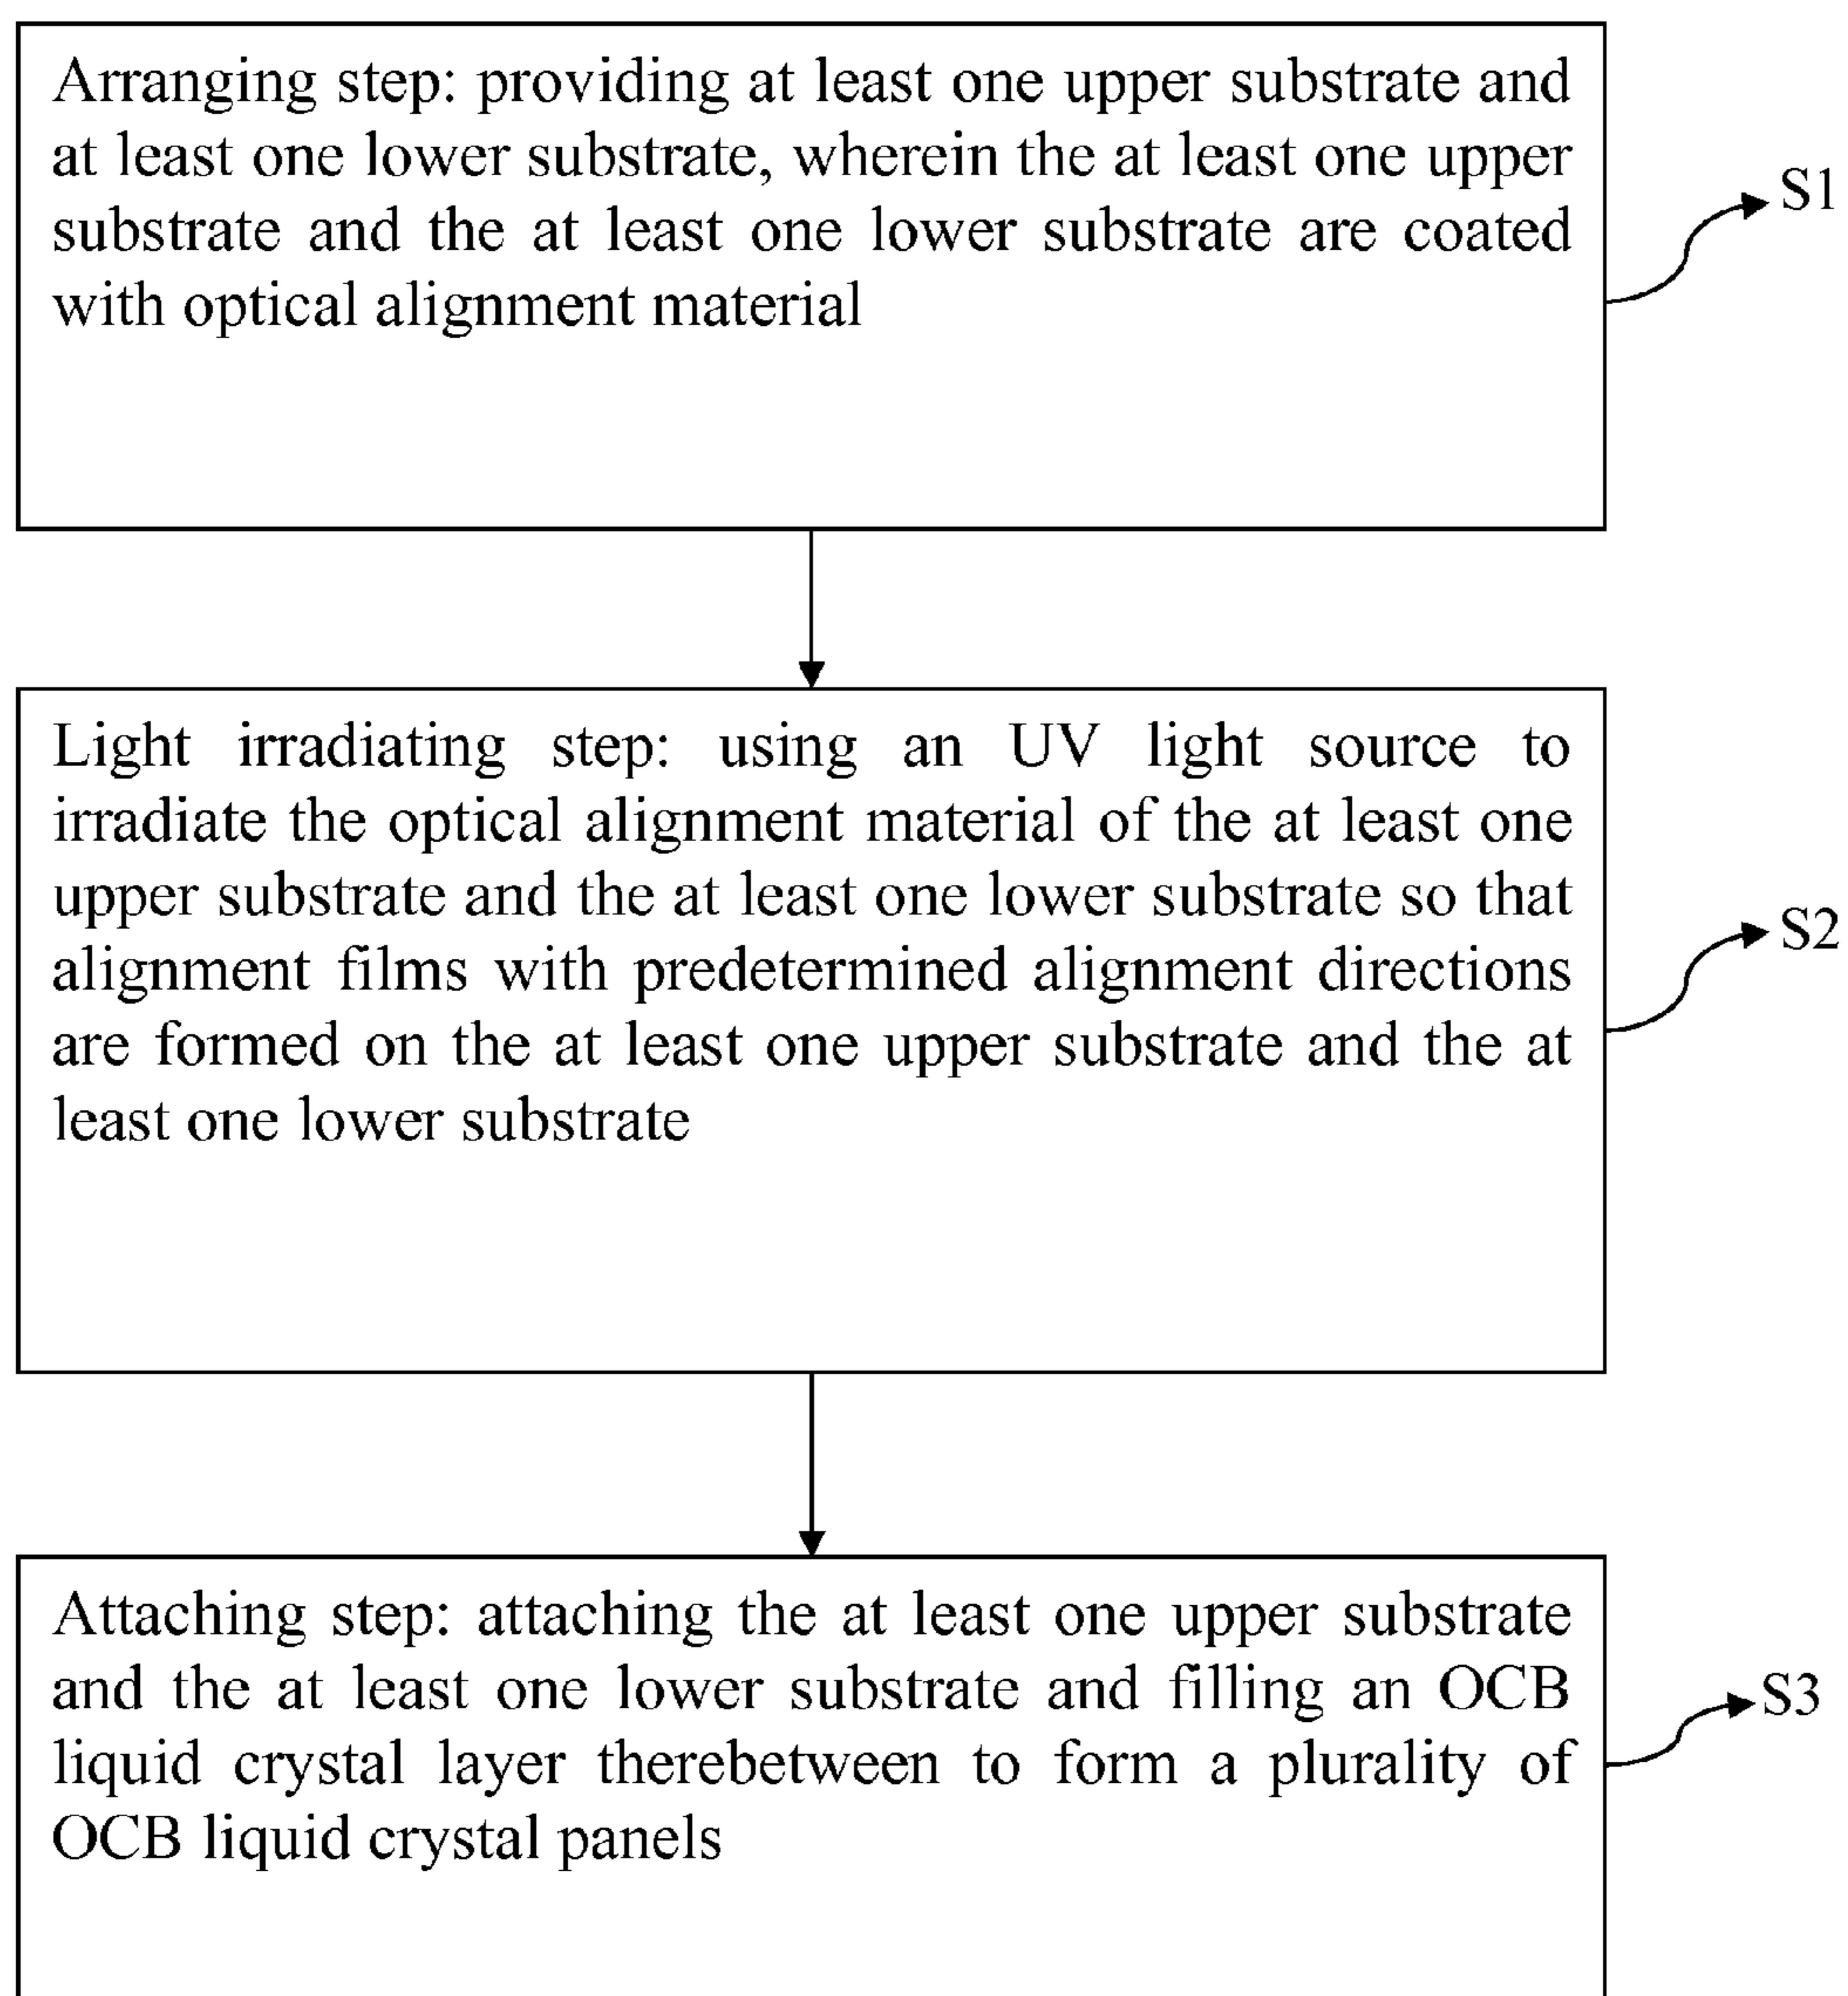 Arranging step: providing at least one upper substrate and
at least one lower substrate, wherein the at least one upper
substrate and the at least one lower substrate are coated
with optical alignment material
S1
Light irradiating step: using an UV light source to
irradiate the optical alignment material of the at least one
upper substrate and the at least one lower substrate so that
alignment films with predetermined alignment directions
are formed on the at least one upper substrate and the at
least one lower substrate
S2
Attaching step: attaching the at least one upper substrate
and the at least one lower substrate and filling an OCB
liquid crystal layer therebetween to form a plurality of
OCB liquid crystal panels
S3